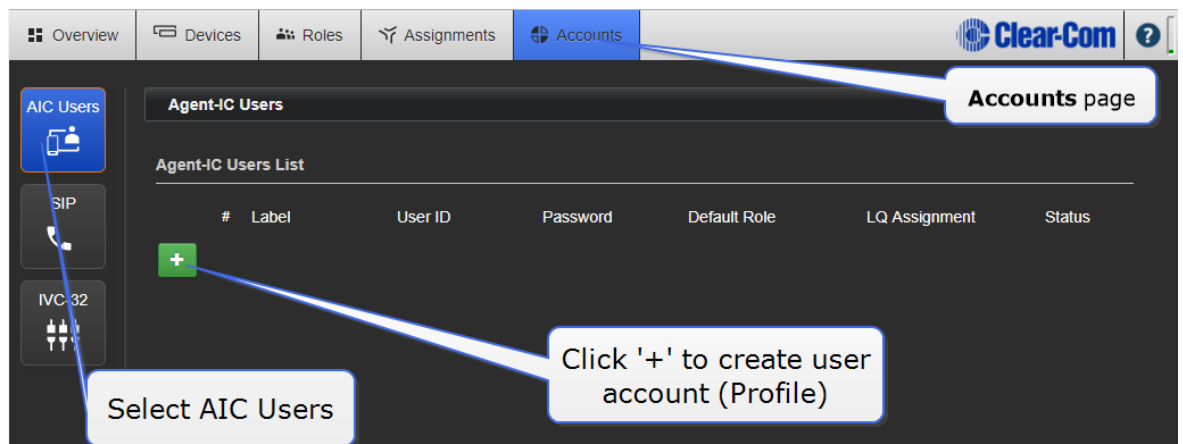 Overview Devices Roles Assignments Accounts Clear-Com ?
Accounts page
AIC Users
Agent-IC Users
Agent-IC Users List
SIP
# Label User ID Password Default Role LQ Assignment Status
+
IVC-32
Click '+' to create user
account (Profile)
Select AIC Users